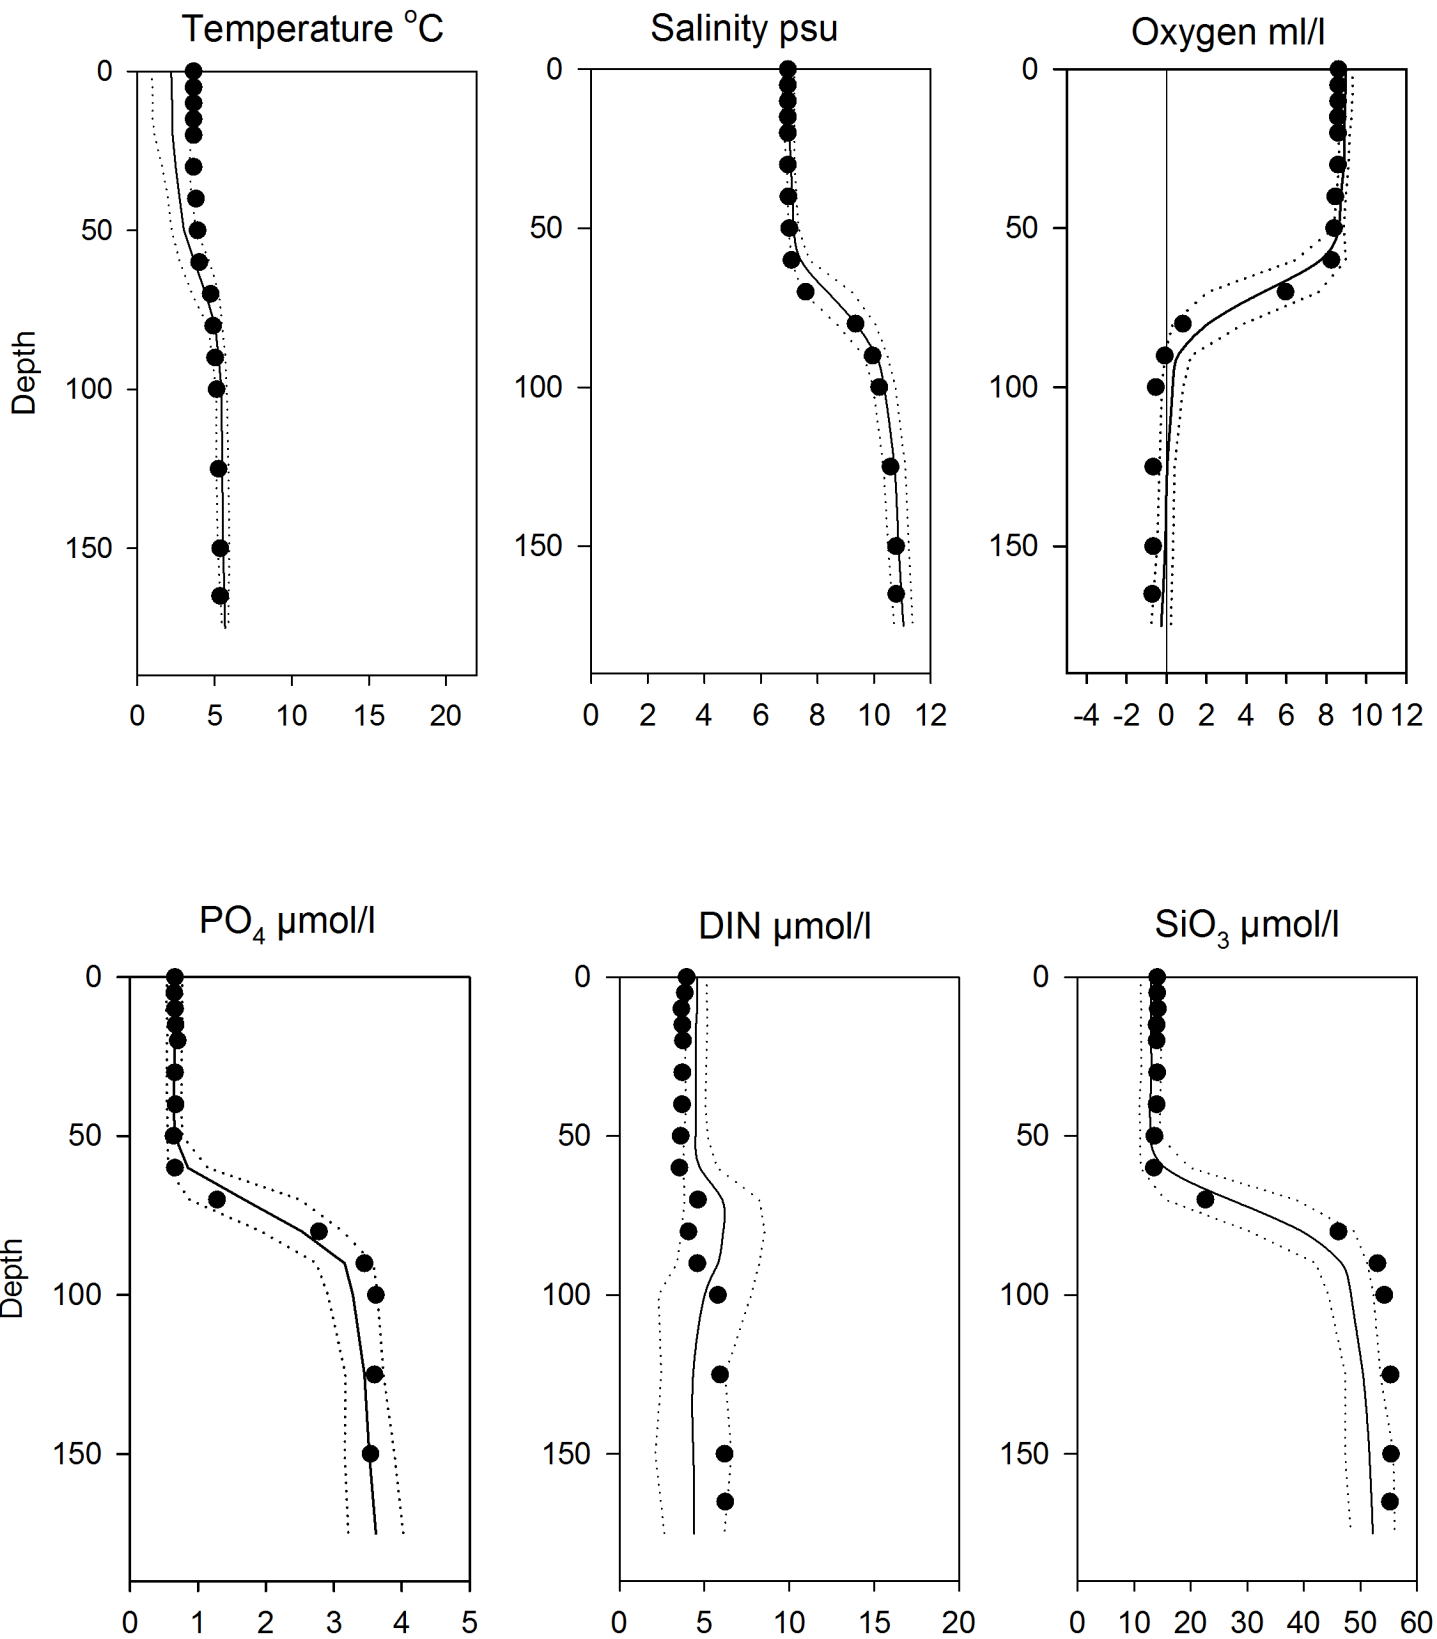 Temperature °C
Salinity psu
Oxygen ml/l
0
50
100
150
Depth
0 5 10 15 20
0
50
100
150
0 2 4 6 8 10 12
0
50
100
150
-4 -2 0 2 4 6 8 10 12
PO4 µmol/l
DIN µmol/l
SiO3 µmol/l
0
50
100
150
Depth
0 1 2 3 4 5
0
50
100
150
0 5 10 15 20
0
50
100
150
0 10 20 30 40 50 60